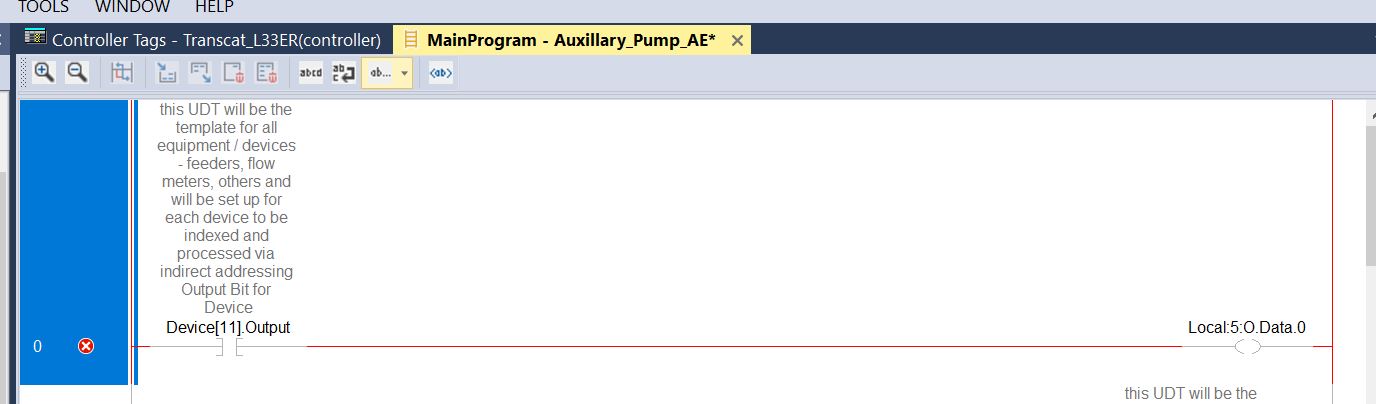 TOOLS WINDOW HELP
Controller Tags - Transcat_L33ER(controller) MainProgram - Auxillary_Pump_AE* ×
abcd ab c ab... <ab>
this UDT will be the
template for all
equipment / devices
- feeders, flow
meters, others and
will be set up for
each device to be
indexed and
processed via
indirect addressing
Output Bit for
Device
Device[11].Output Local:5:O.Data.0
0
this UDT will be the